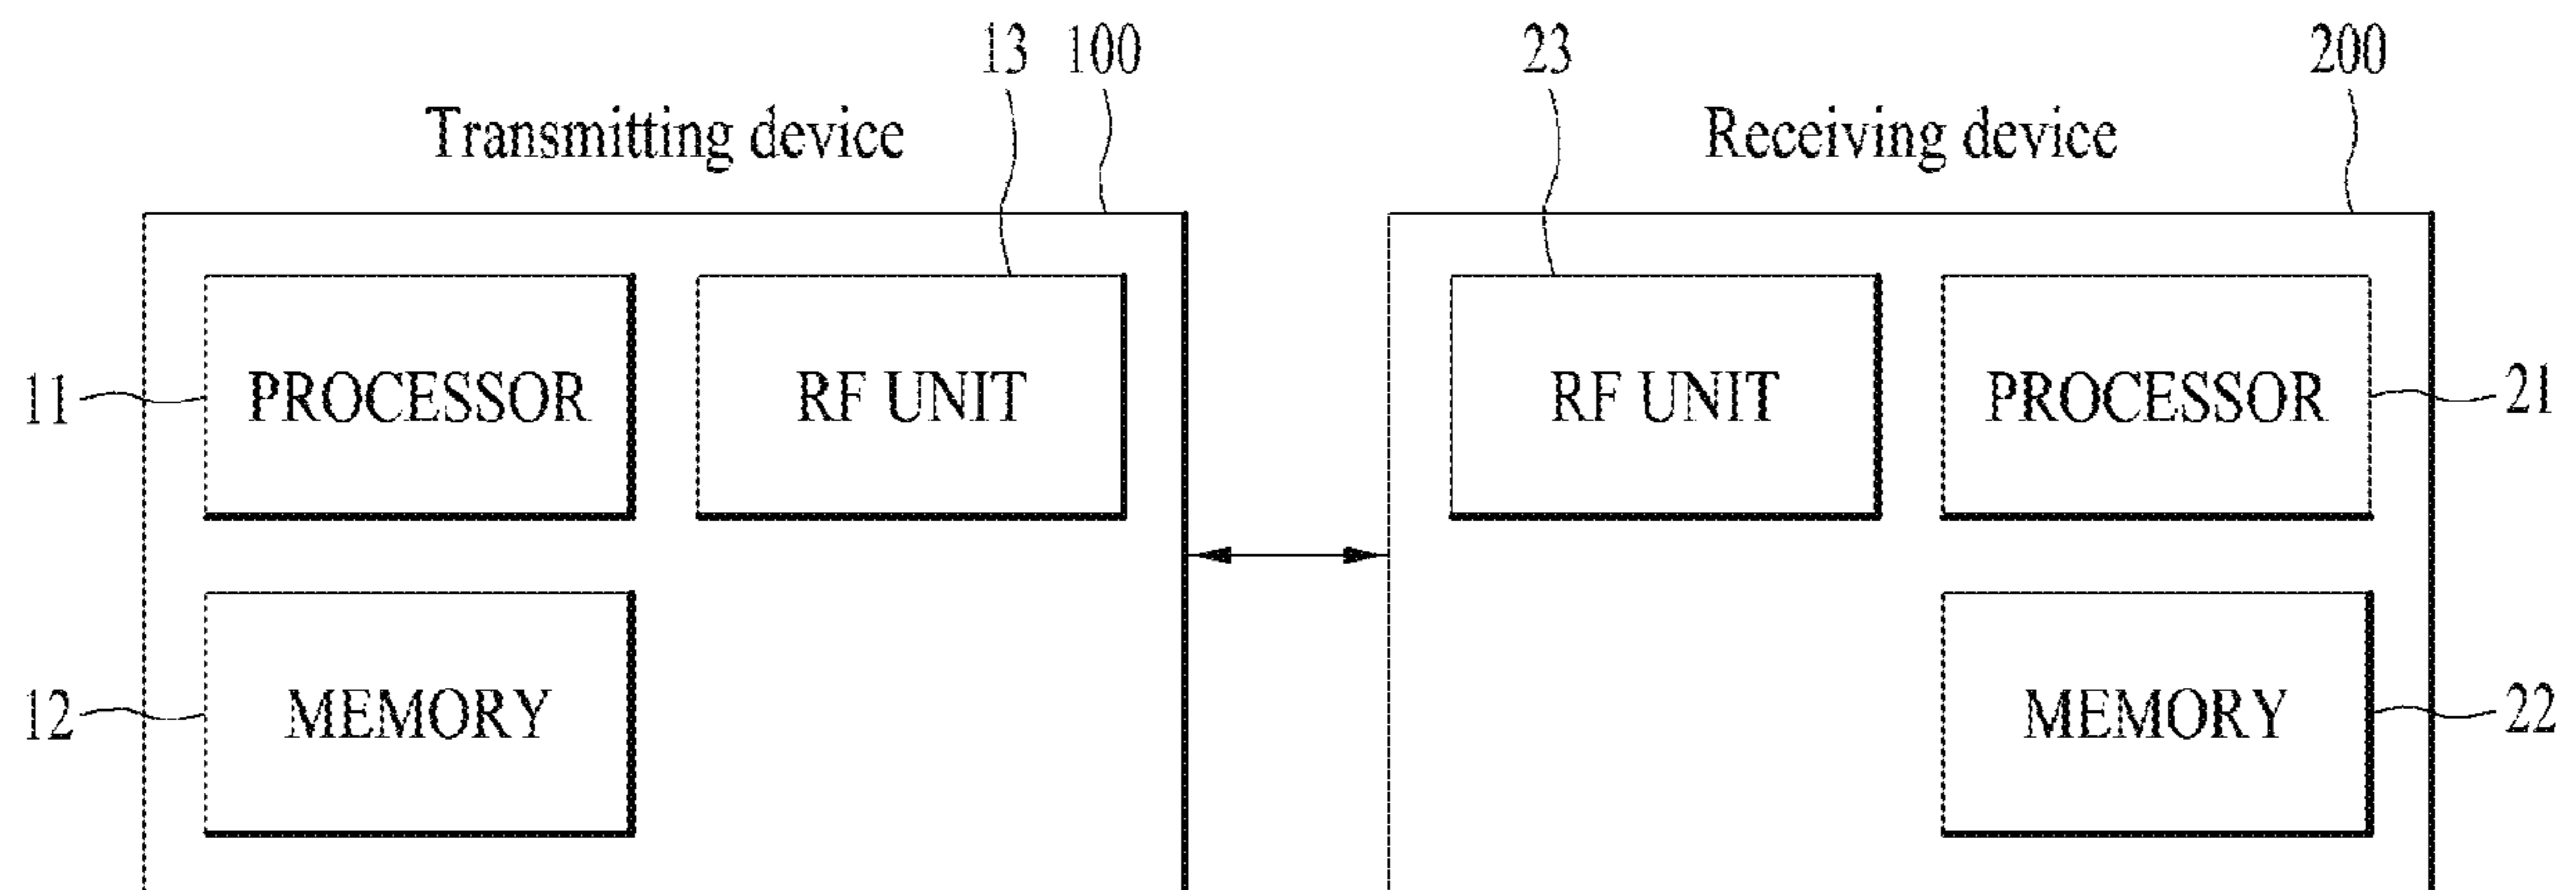 13 100 23 200
Transmitting device Receiving device
11 PROCESSOR RF UNIT RF UNIT PROCESSOR 21
12 MEMORY MEMORY 22